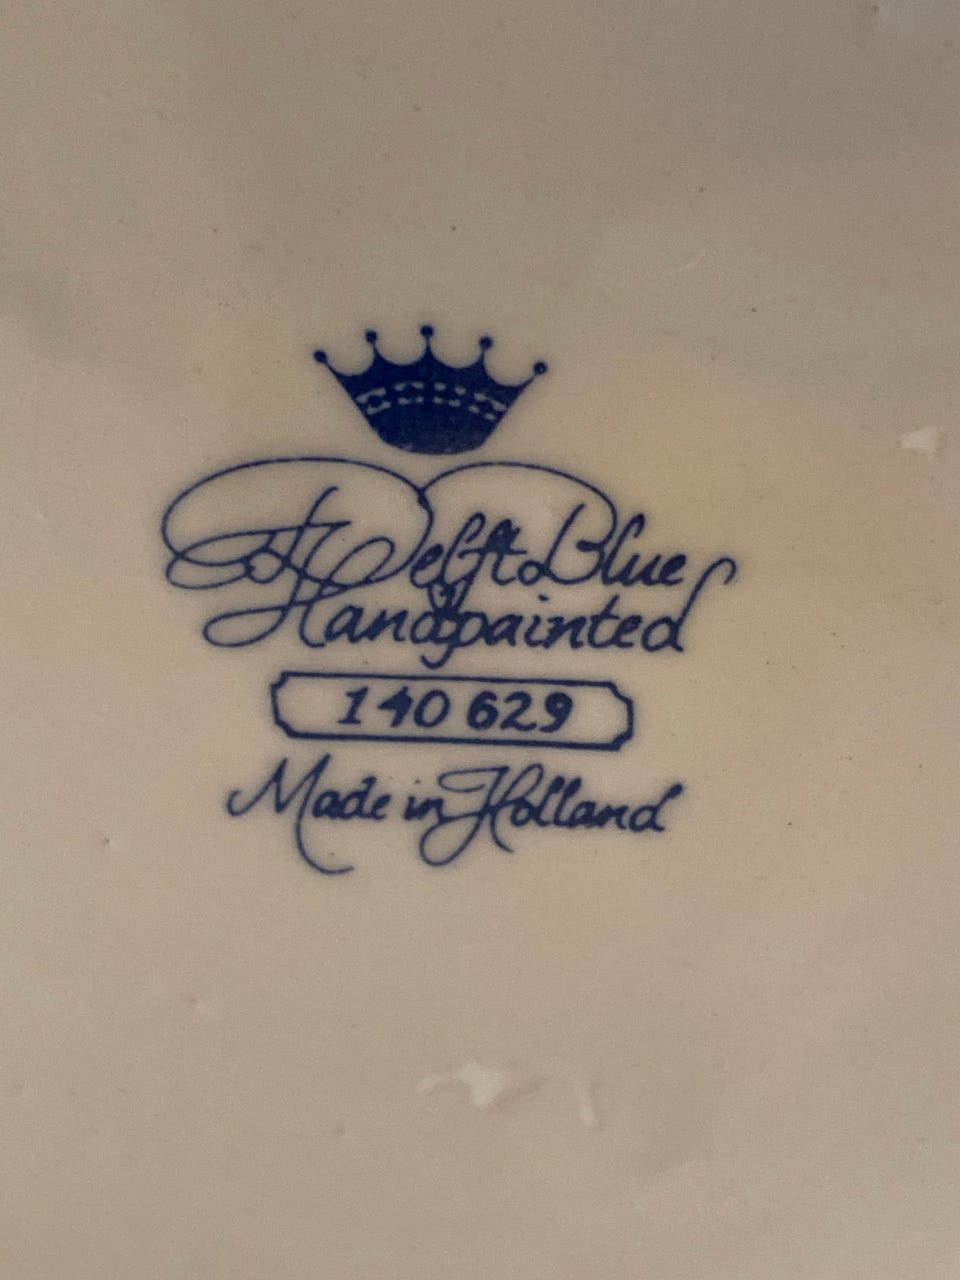 Delft Blue
Handpainted
140 629
Made in Holland